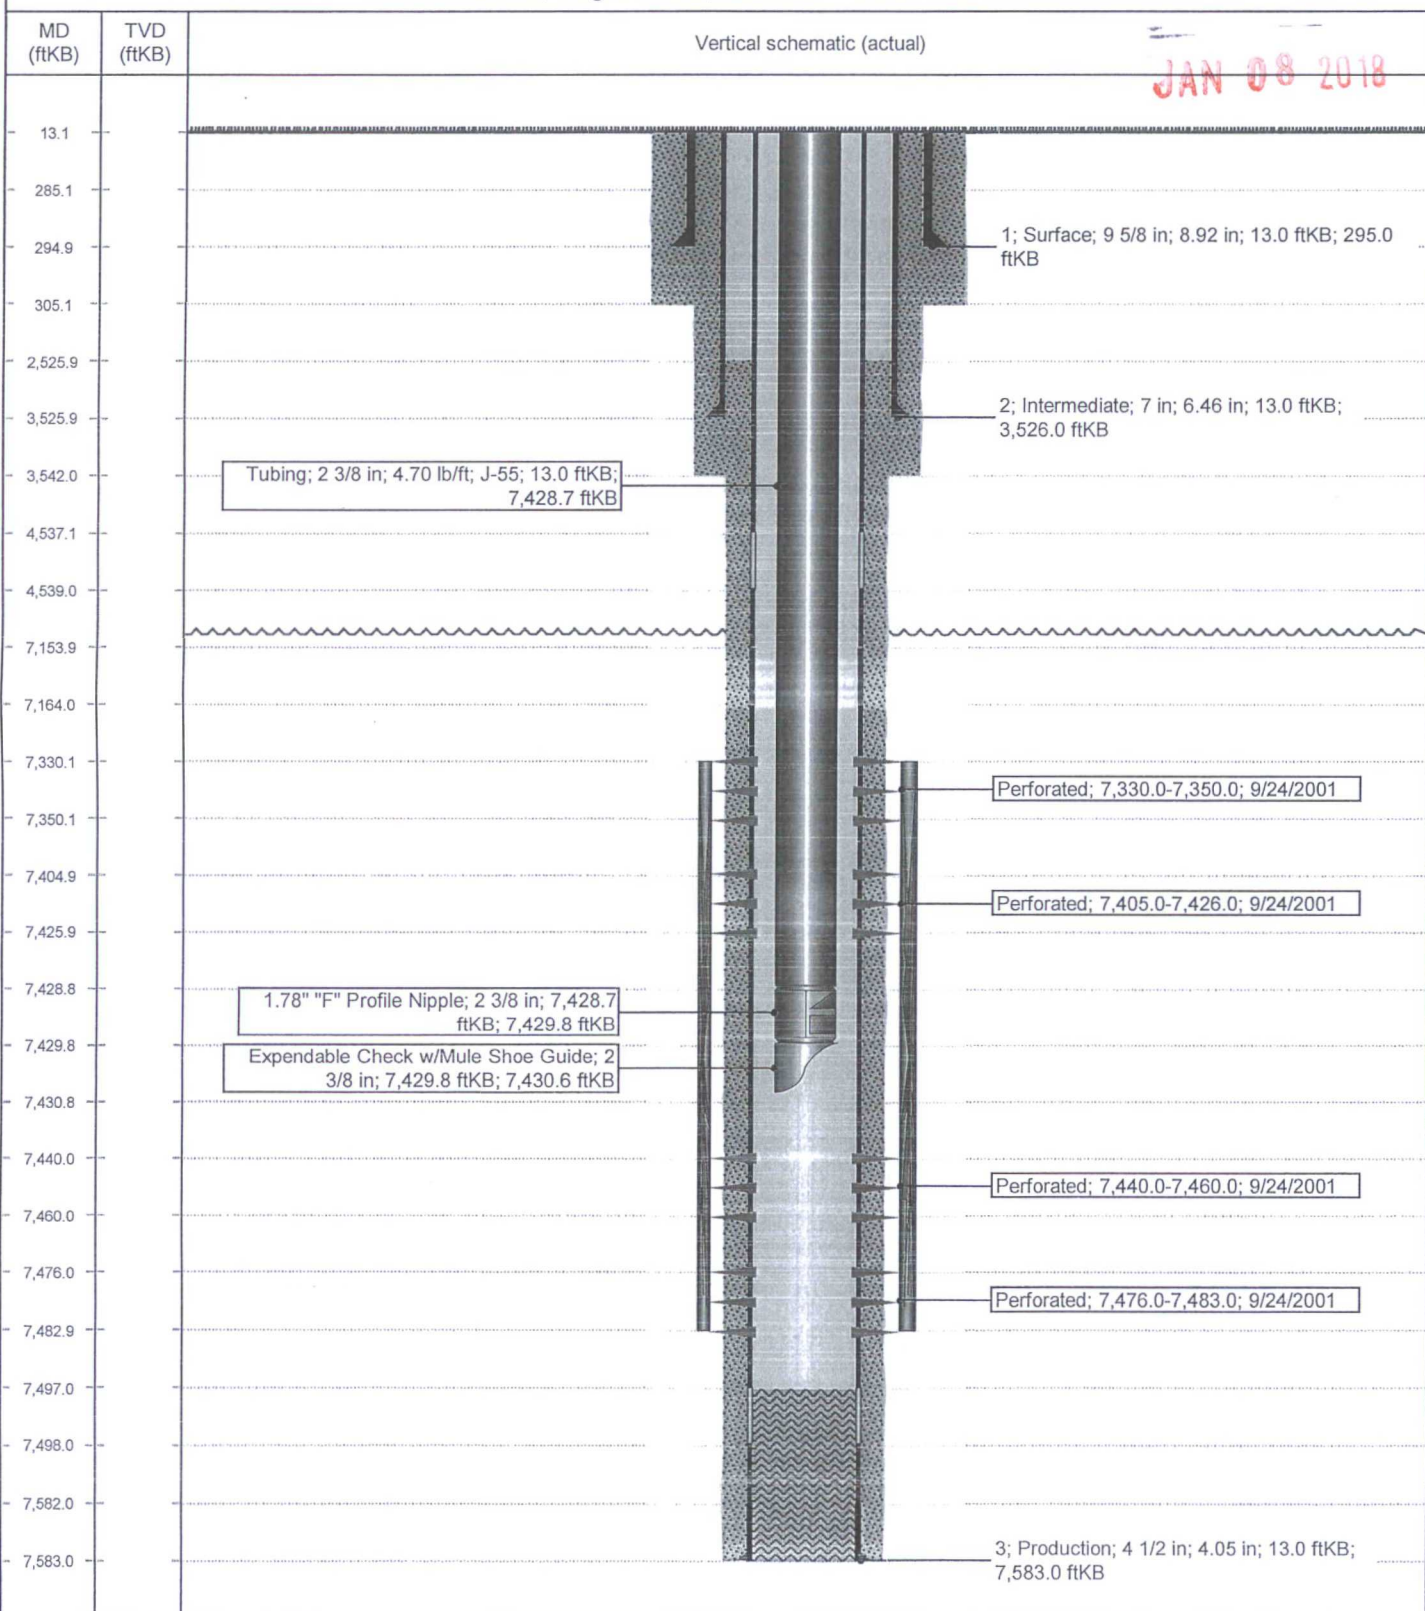 MD
(ftKB)
TVD
(ftKB)
Vertical schematic (actual)
JAN 08 2018
13.1
285.1
294.9
1; Surface; 9 5/8 in; 8.92 in; 13.0 ftKB; 295.0
ftKB
305.1
2,525.9
3,525.9
2; Intermediate; 7 in; 6.46 in; 13.0 ftKB;
3,526.0 ftKB
3,542.0
Tubing; 2 3/8 in; 4.70 lb/ft; J-55; 13.0 ftKB;
7,428.7 ftKB
4,537.1
4,539.0
7,153.9
7,164.0
7,330.1
Perforated; 7,330.0-7,350.0; 9/24/2001
7,350.1
7,404.9
Perforated; 7,405.0-7,426.0; 9/24/2001
7,425.9
7,428.8
1.78" "F" Profile Nipple; 2 3/8 in; 7,428.7
ftKB; 7,429.8 ftKB
7,429.8
Expendable Check w/Mule Shoe Guide; 2
3/8 in; 7,429.8 ftKB; 7,430.6 ftKB
7,430.8
7,440.0
Perforated; 7,440.0-7,460.0; 9/24/2001
7,460.0
7,476.0
Perforated; 7,476.0-7,483.0; 9/24/2001
7,482.9
7,497.0
7,498.0
7,582.0
7,583.0
3; Production; 4 1/2 in; 4.05 in; 13.0 ftKB;
7,583.0 ftKB